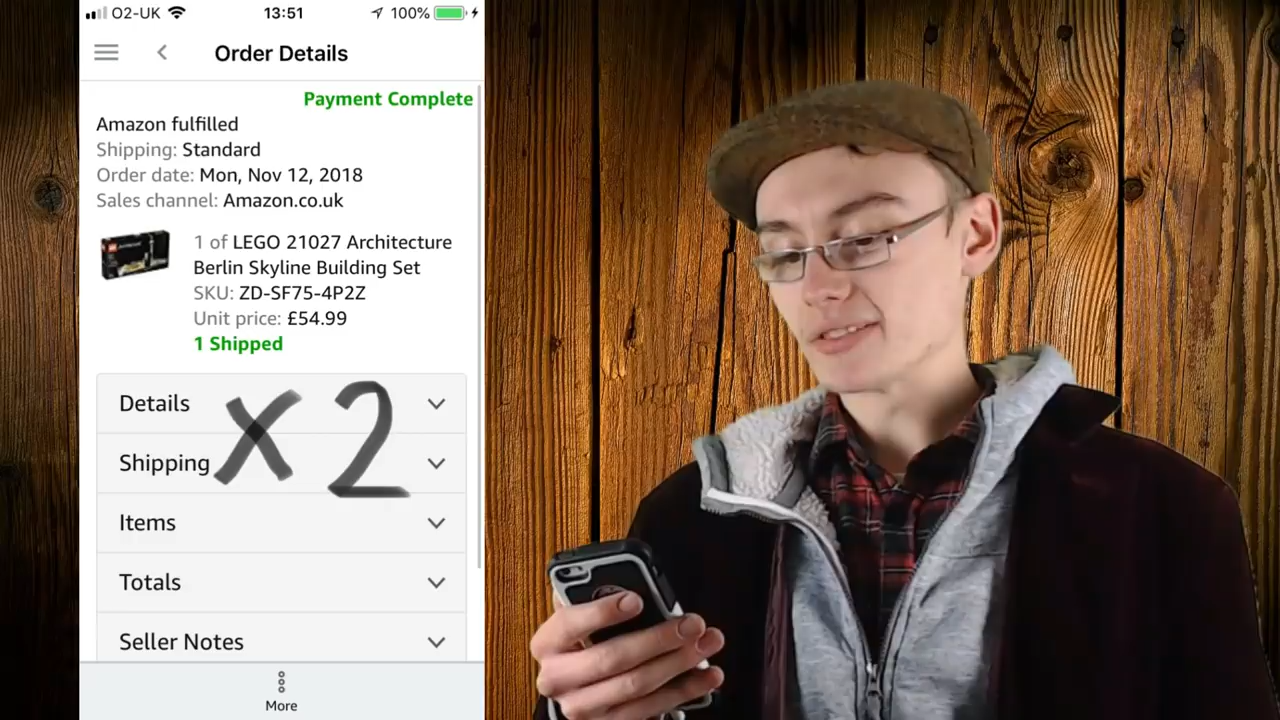 O2-UK 13:51 100%
Order Details
Payment Complete
Amazon fulfilled
Shipping: Standard
Order date: Mon, Nov 12, 2018
Sales channel: Amazon.co.uk
1 of LEGO 21027 Architecture
Berlin Skyline Building Set
SKU: ZD-SF75-4P2Z
Unit price: £54.99
1 Shipped
Details
X 2
Shipping
Items
Totals
Seller Notes
More